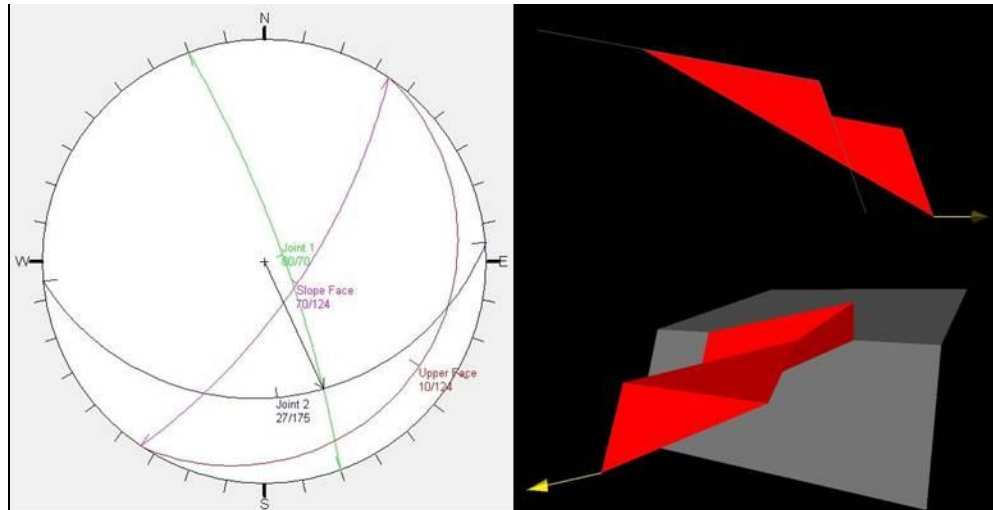 N
W
E
Joint 1
80/70
Slope Face
70/124
Upper Face
10/124
Joint 2
27/175
S